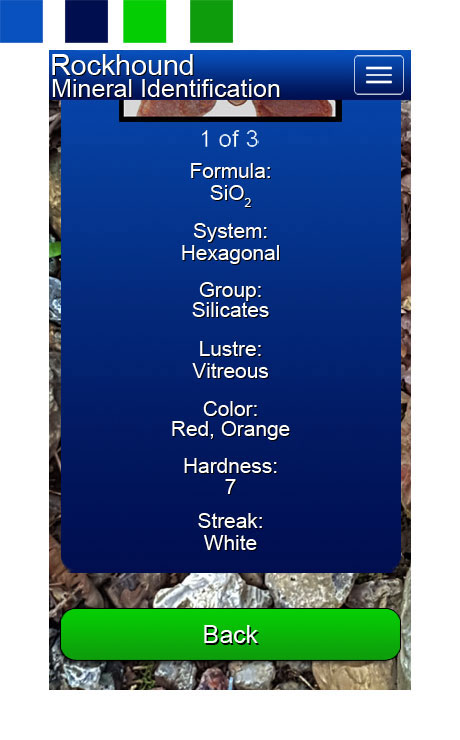 Rockhound
Mineral Identification
1 of 3
Formula:
SiO₂
System:
Hexagonal
Group:
Silicates
Lustre:
Vitreous
Color:
Red, Orange
Hardness:
7
Streak:
White
Back